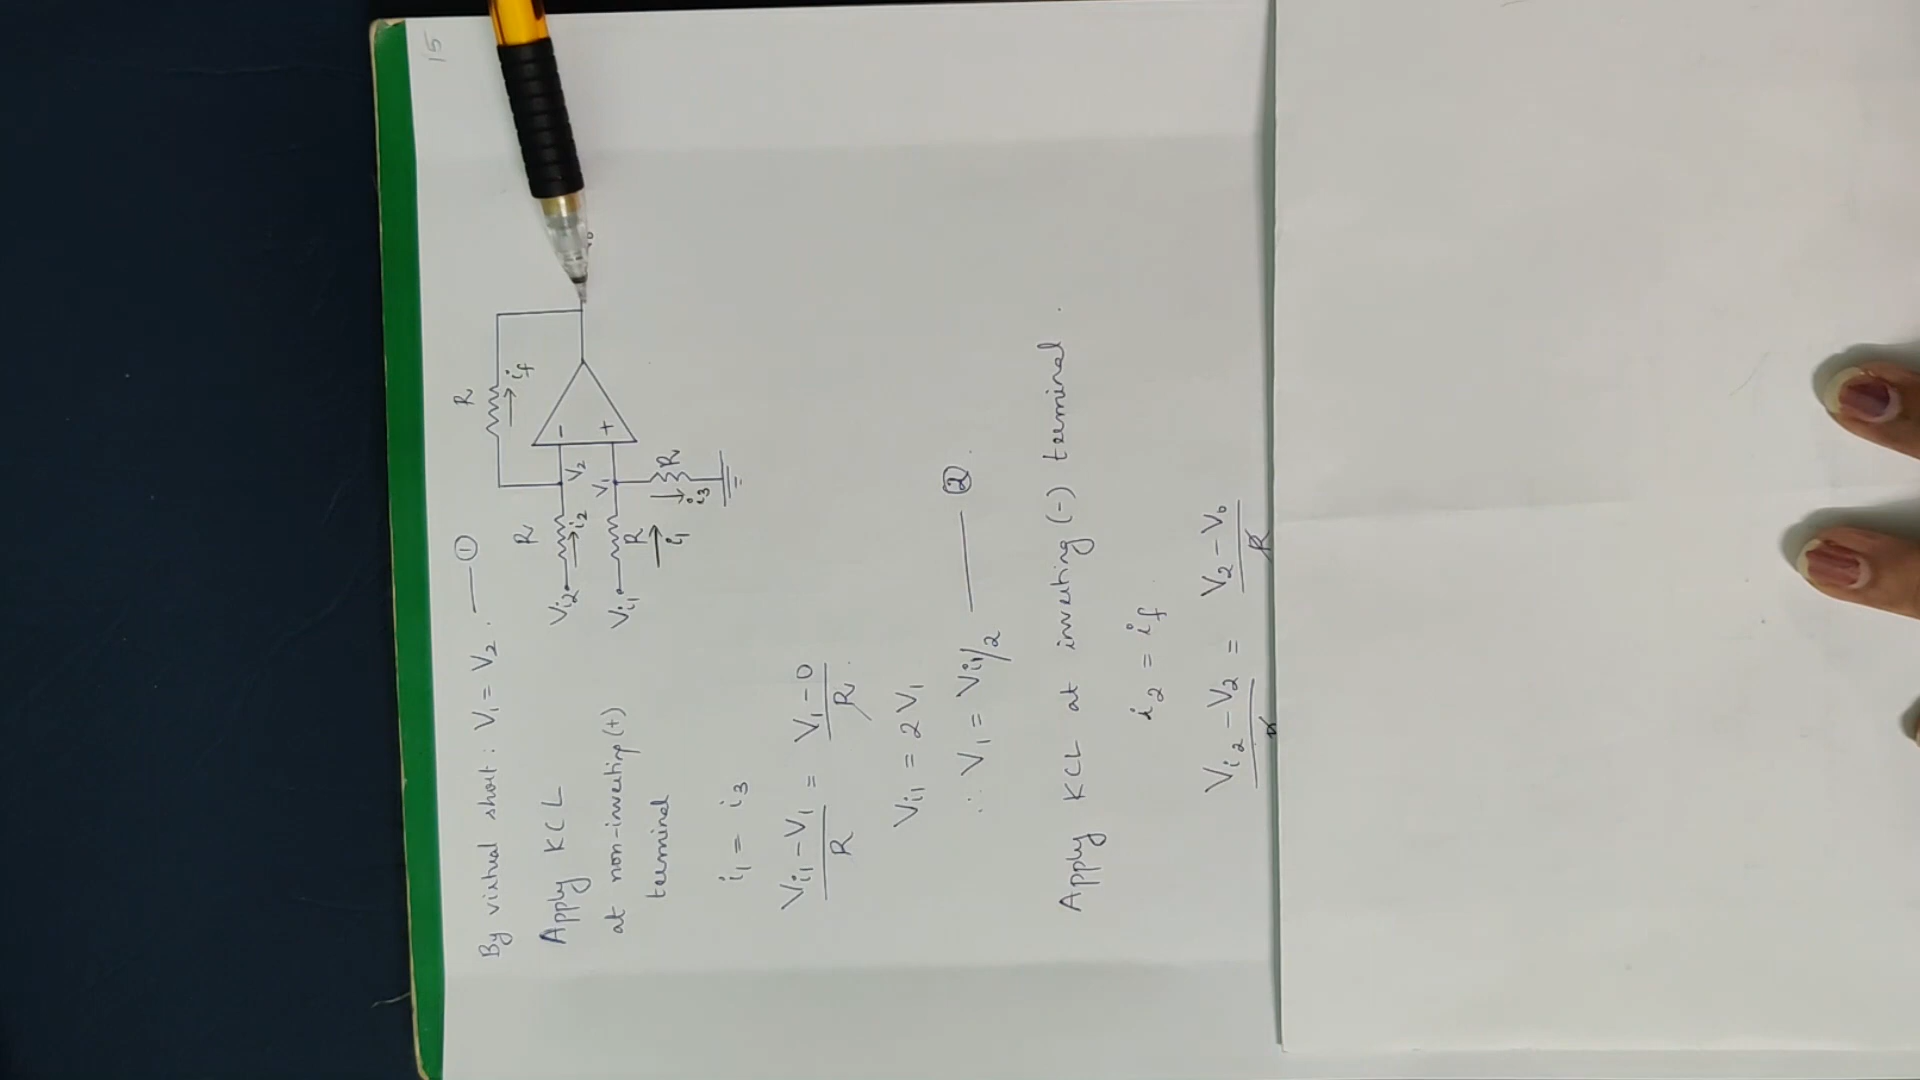 15
By virtual short: V₁ = V₂. —— ①
Apply KCL
at non-inverting (+)
terminal
R
i_f
R
Vi₂
i₂
V₂
-
Vi₁
R
i₁
V₁
+
R
i₃
i₁ = i₃
(Vi₁ - V₁)/R = (V₁ - 0)/R.
Vi₁ = 2V₁
∴ V₁ = Vi₁/2 —— ②.
Apply KCL at inverting (-) terminal.
i₂ = i_f
(Vi₂ - V₂)/R = (V₂ - V₀)/R